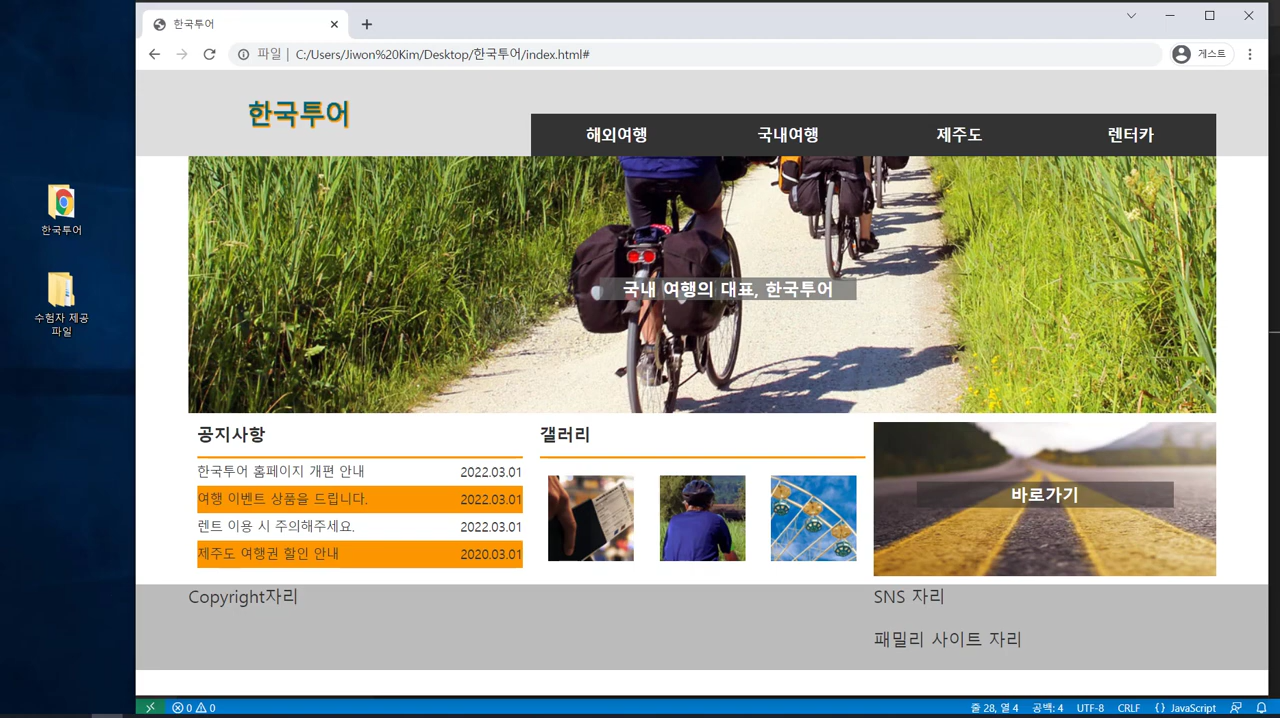 한국투어
파일 | C:/Users/Jiwon%20Kim/Desktop/한국투어/index.html#
게스트
한국투어
해외여행 국내여행 제주도 렌터카
한국투어
수험자 제공
파일
국내 여행의 대표, 한국투어
공지사항
한국투어 홈페이지 개편 안내 2022.03.01
여행 이벤트 상품을 드립니다. 2022.03.01
렌트 이용 시 주의해주세요. 2022.03.01
제주도 여행권 할인 안내 2020.03.01
갤러리
바로가기
Copyright자리
SNS 자리
패밀리 사이트 자리
0 0 줄 28, 열 4 공백: 4 UTF-8 CRLF {} JavaScript